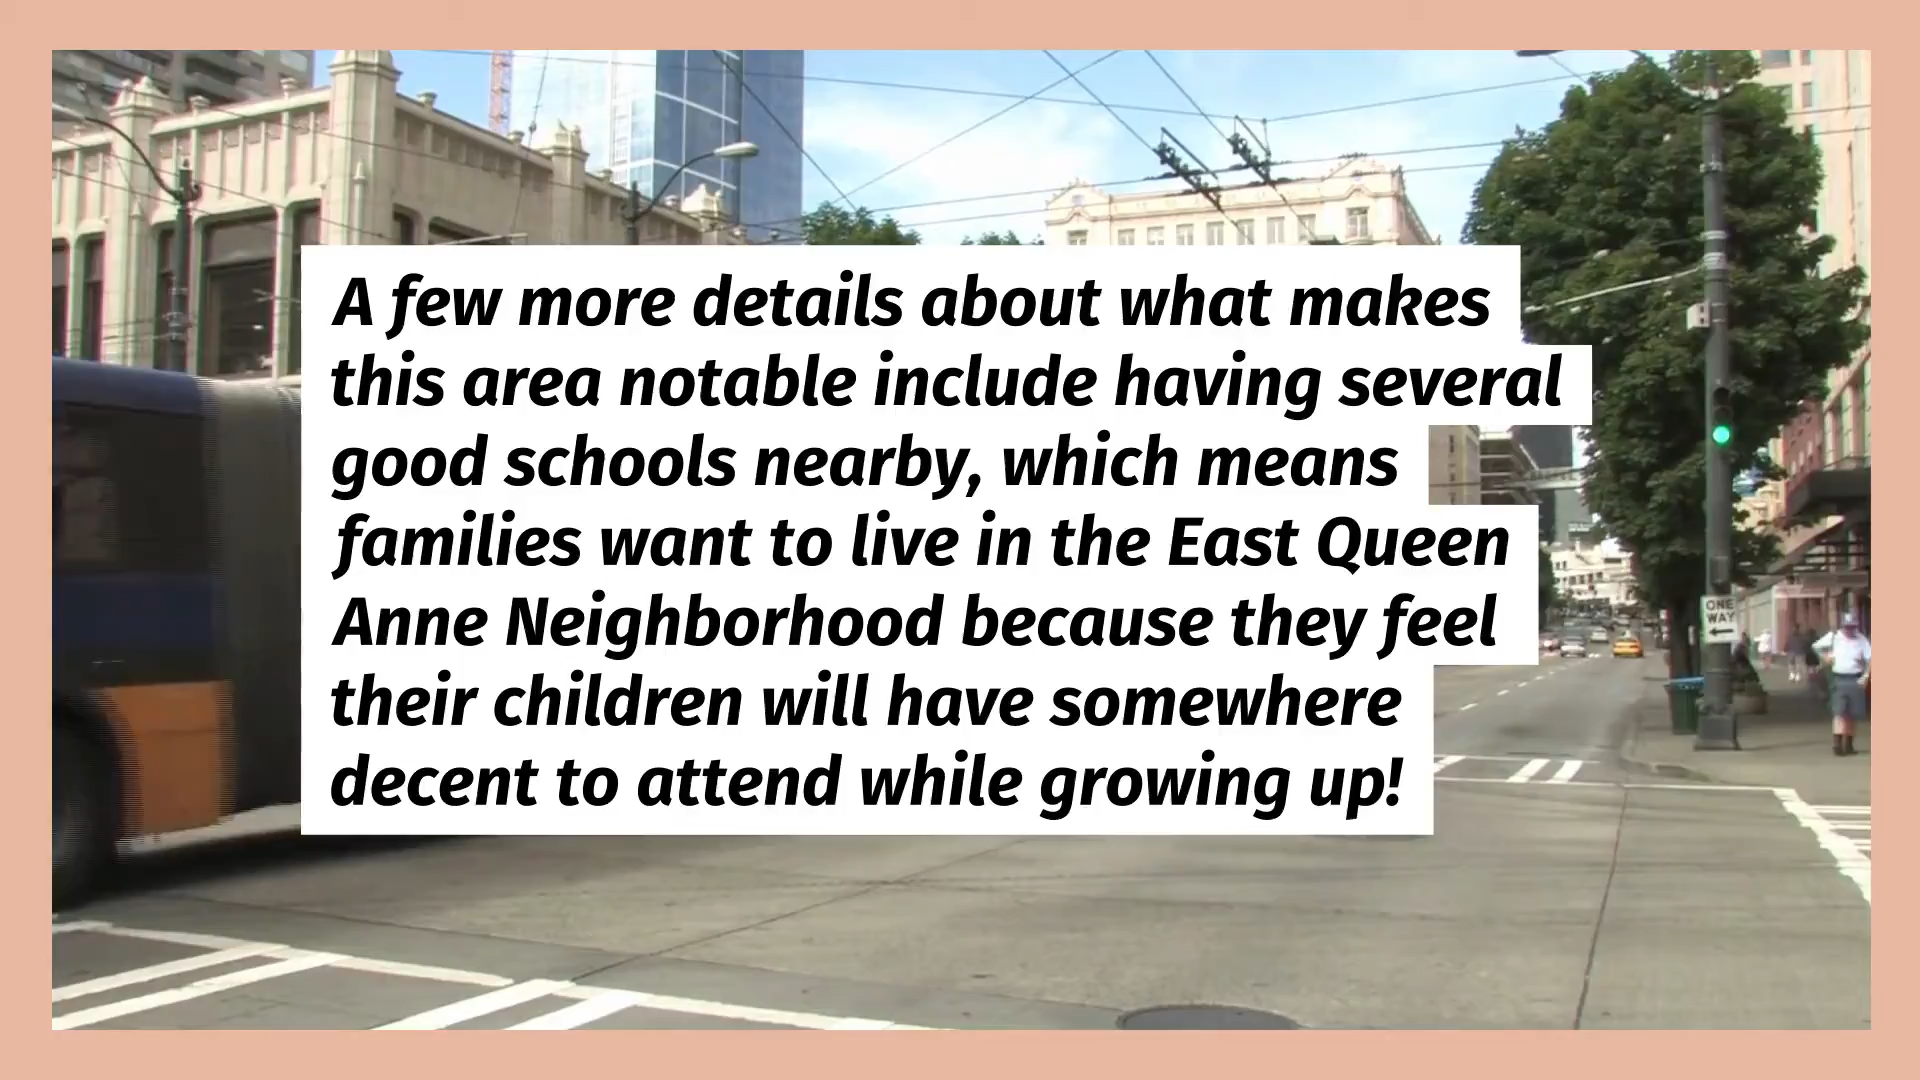 A few more details about what makes
this area notable include having several
good schools nearby, which means
families want to live in the East Queen
Anne Neighborhood because they feel
their children will have somewhere
decent to attend while growing up!
ONE
WAY